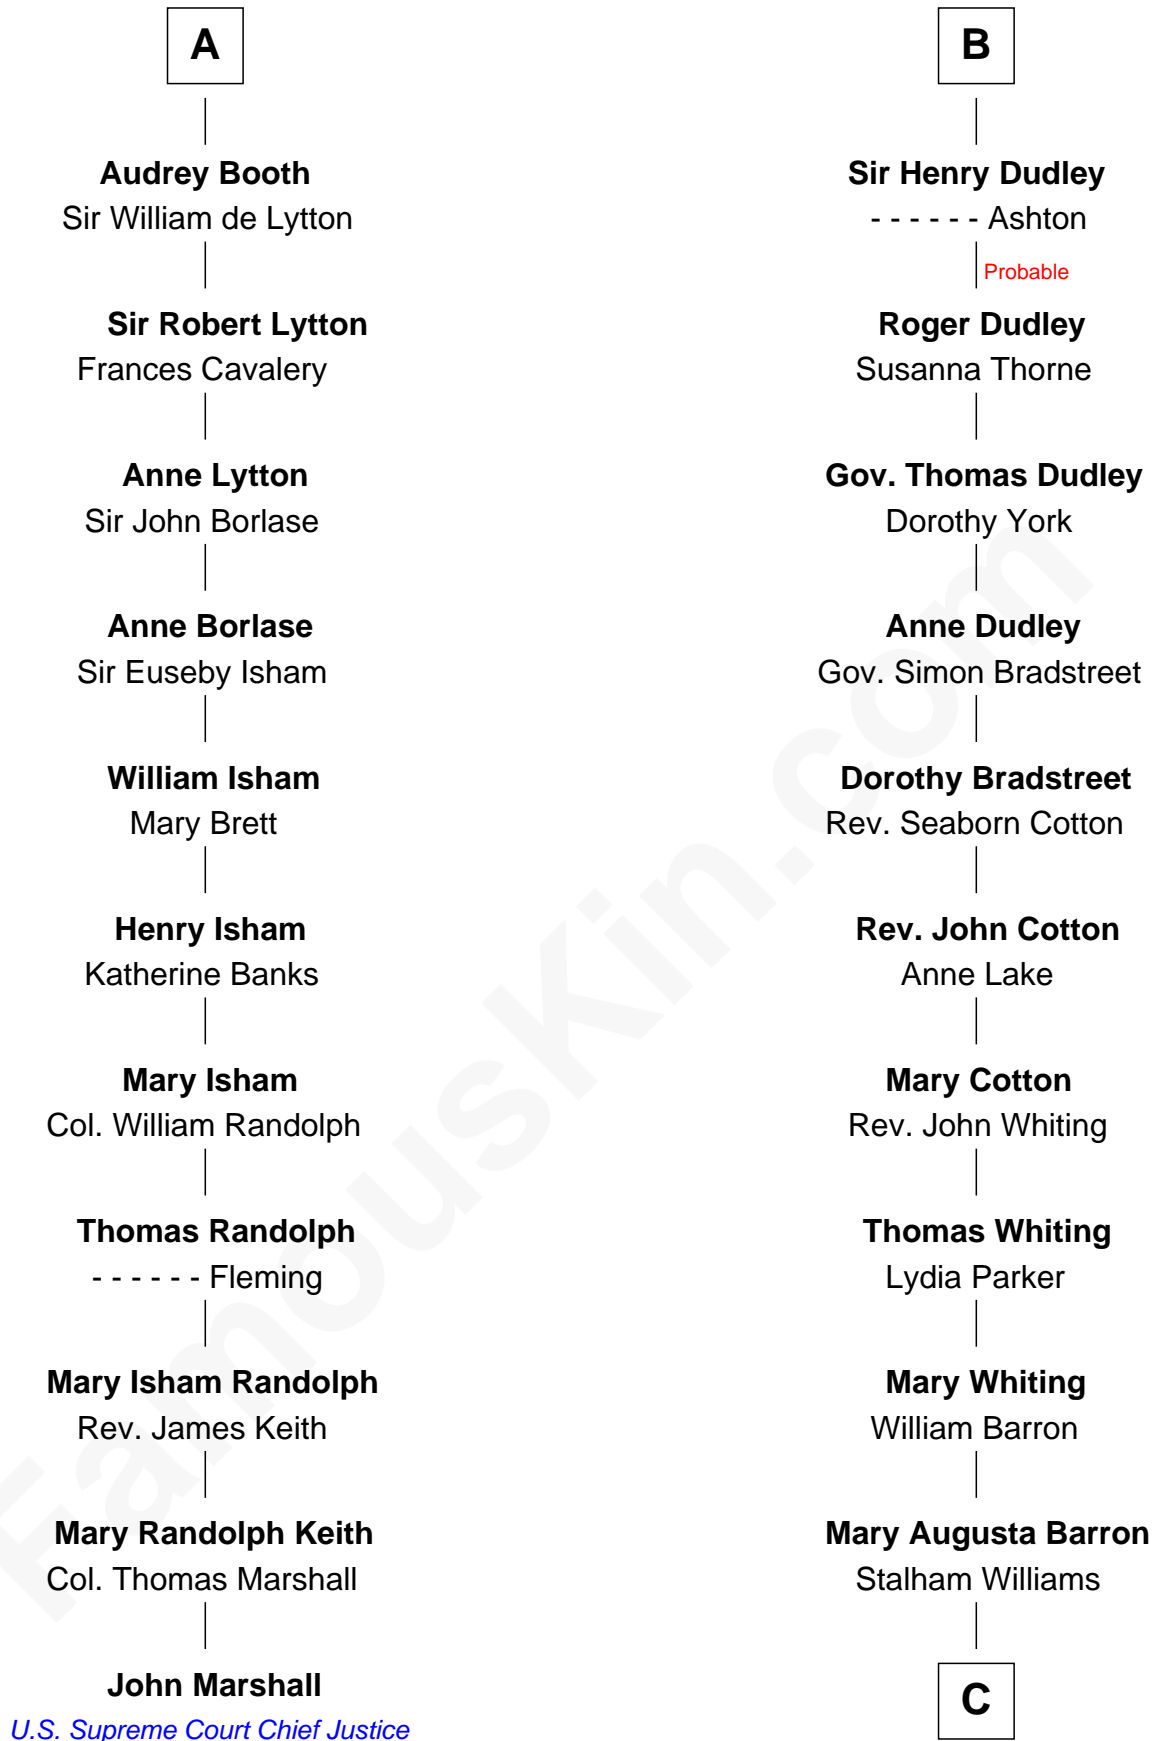 A
Audrey Booth
Sir William de Lytton
Sir Robert Lytton
Frances Cavalery
Anne Lytton
Sir John Borlase
Anne Borlase
Sir Euseby Isham
William Isham
Mary Brett
Henry Isham
Katherine Banks
Mary Isham
Col. William Randolph
Thomas Randolph
- - - - - - Fleming
Mary Isham Randolph
Rev. James Keith
Mary Randolph Keith
Col. Thomas Marshall
John Marshall
U.S. Supreme Court Chief Justice
B
Sir Henry Dudley
- - - - - - Ashton
Probable
Roger Dudley
Susanna Thorne
Gov. Thomas Dudley
Dorothy York
Anne Dudley
Gov. Simon Bradstreet
Dorothy Bradstreet
Rev. Seaborn Cotton
Rev. John Cotton
Anne Lake
Mary Cotton
Rev. John Whiting
Thomas Whiting
Lydia Parker
Mary Whiting
William Barron
Mary Augusta Barron
Stalham Williams
C
FamousKin.com